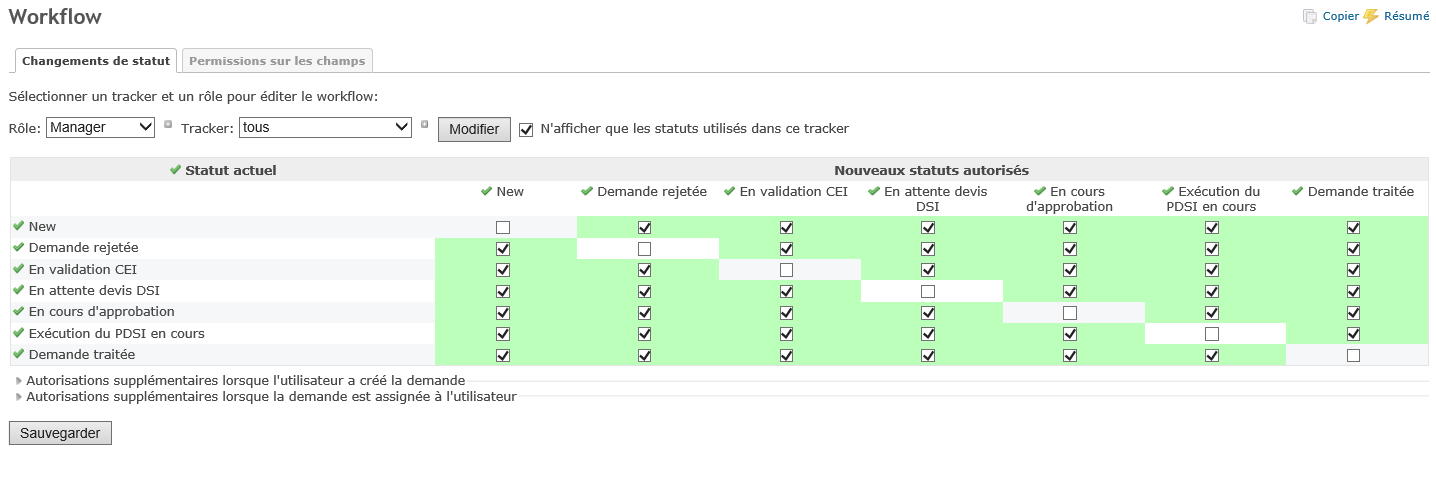 Workflow
Copier Résumé
Changements de statut Permissions sur les champs
Sélectionner un tracker et un rôle pour éditer le workflow:
Rôle: Manager Tracker: tous Modifier N'afficher que les statuts utilisés dans ce tracker
Statut actuel Nouveaux statuts autorisés
New Demande rejetée En validation CEI En attente devis DSI En cours d'approbation Exécution du PDSI en cours Demande traitée
New
Demande rejetée
En validation CEI
En attente devis DSI
En cours d'approbation
Exécution du PDSI en cours
Demande traitée
Autorisations supplémentaires lorsque l'utilisateur a créé la demande
Autorisations supplémentaires lorsque la demande est assignée à l'utilisateur
Sauvegarder